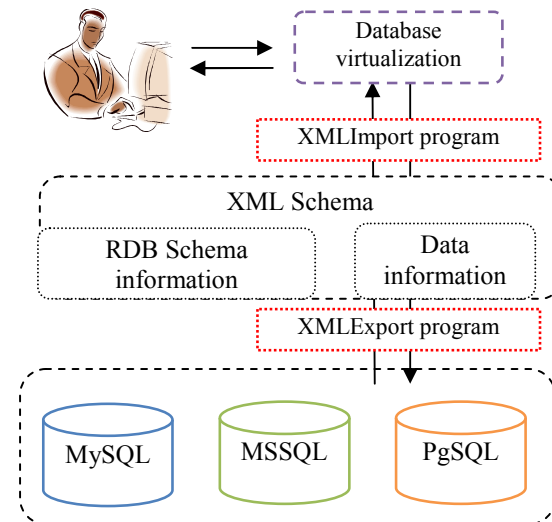 Database
virtualization
XMLImport program
XML Schema
RDB Schema
information
Data
information
XMLExport program
MySQL
MSSQL
PgSQL